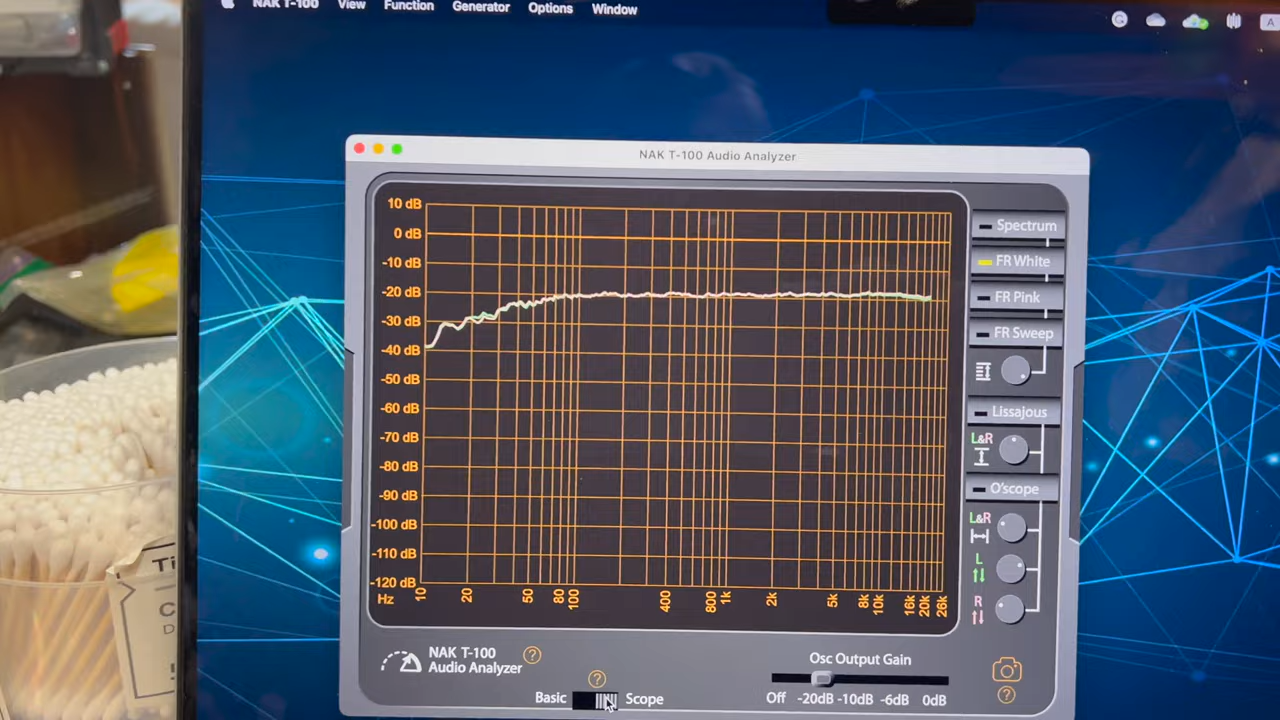 NAK T-100 View Function Generator Options Window
A
NAK T-100 Audio Analyzer
10 dB
0 dB
-10 dB
-20 dB
-30 dB
-40 dB
-50 dB
-60 dB
-70 dB
-80 dB
-90 dB
-100 dB
-110 dB
-120 dB
Hz 10 20 50 80 100 400 800 1k 2k 5k 8k 10k 16k 20k 26k
Spectrum
FR White
FR Pink
FR Sweep
Lissajous
L&R
O'scope
L&R
L
R
NAK T-100
Audio Analyzer
?
?
Basic Scope
Osc Output Gain
Off -20dB -10dB -6dB 0dB
?